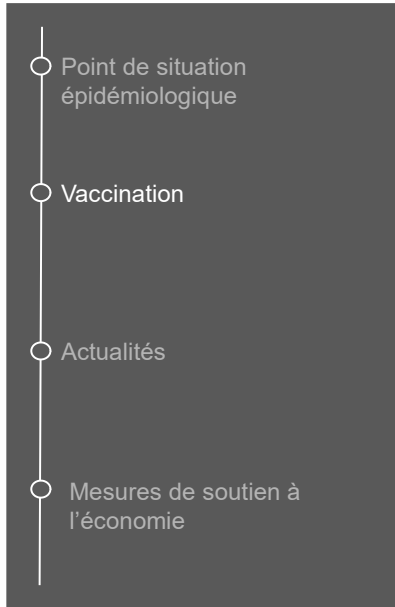 Point de situation
épidémiologique
Vaccination
Actualités
Mesures de soutien à
l’économie